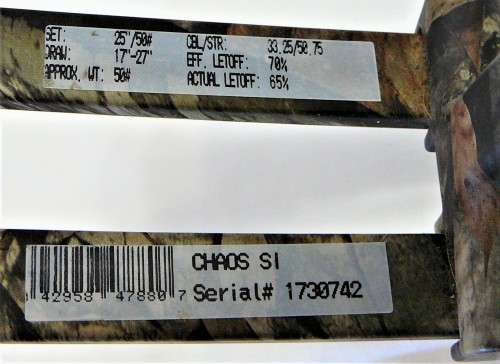 SET: 25"/50# CBL/STR: 33.25/50.75
DRAW: 17"-27" EFF. LETOFF: 70%
APPROX. WT: 50# ACTUAL LETOFF: 65%
CHAOS SI
Serial# 1730742
42958 47880 7